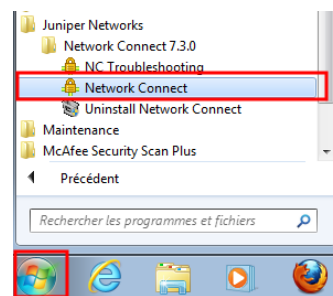 Juniper Networks
Network Connect 7.3.0
NC Troubleshooting
Network Connect
Uninstall Network Connect
Maintenance
McAfee Security Scan Plus
Précédent
Rechercher les programmes et fichiers